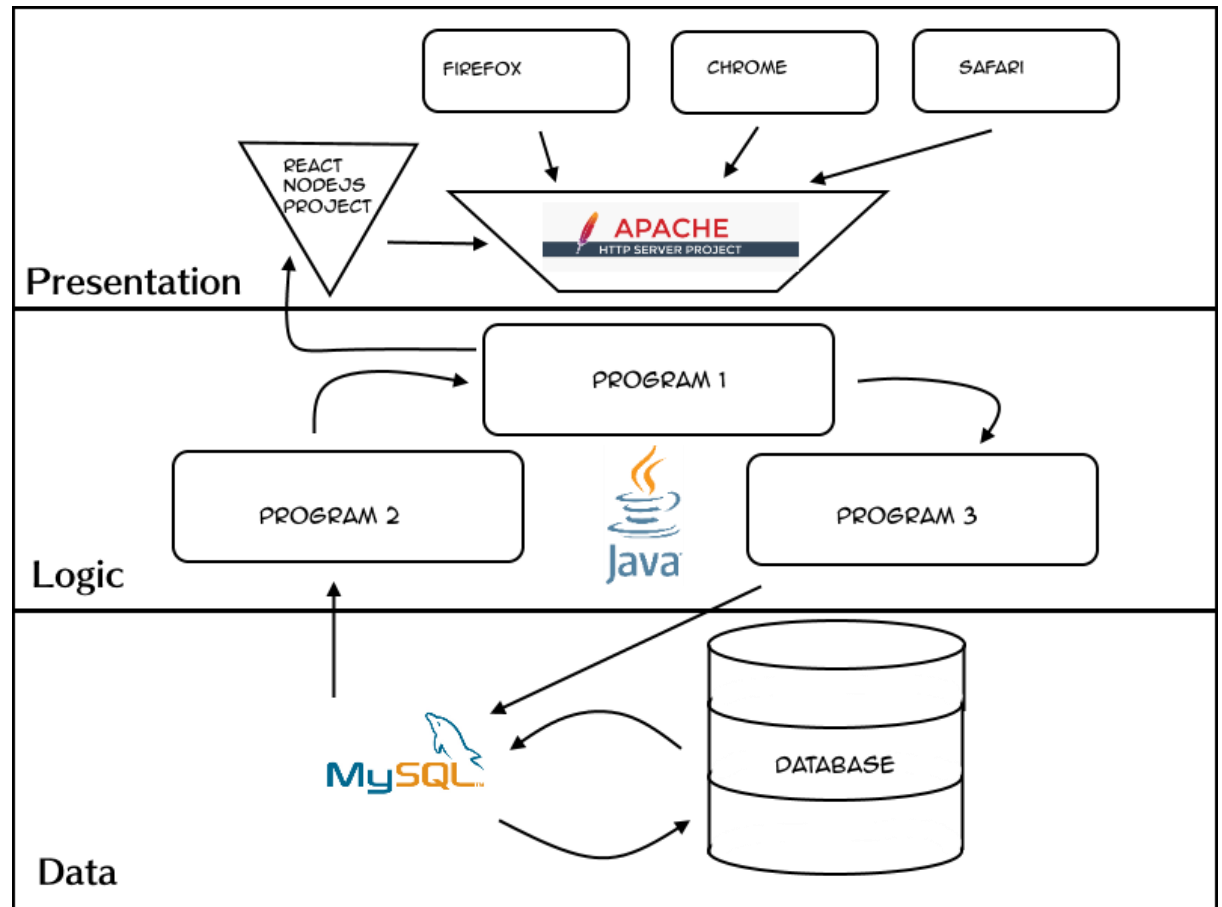 FIREFOX
CHROME
SAFARI
REACT
NODEJS
PROJECT
APACHE
HTTP SERVER PROJECT
Presentation
PROGRAM 1
PROGRAM 2
PROGRAM 3
Java
Logic
MySQL
DATABASE
Data